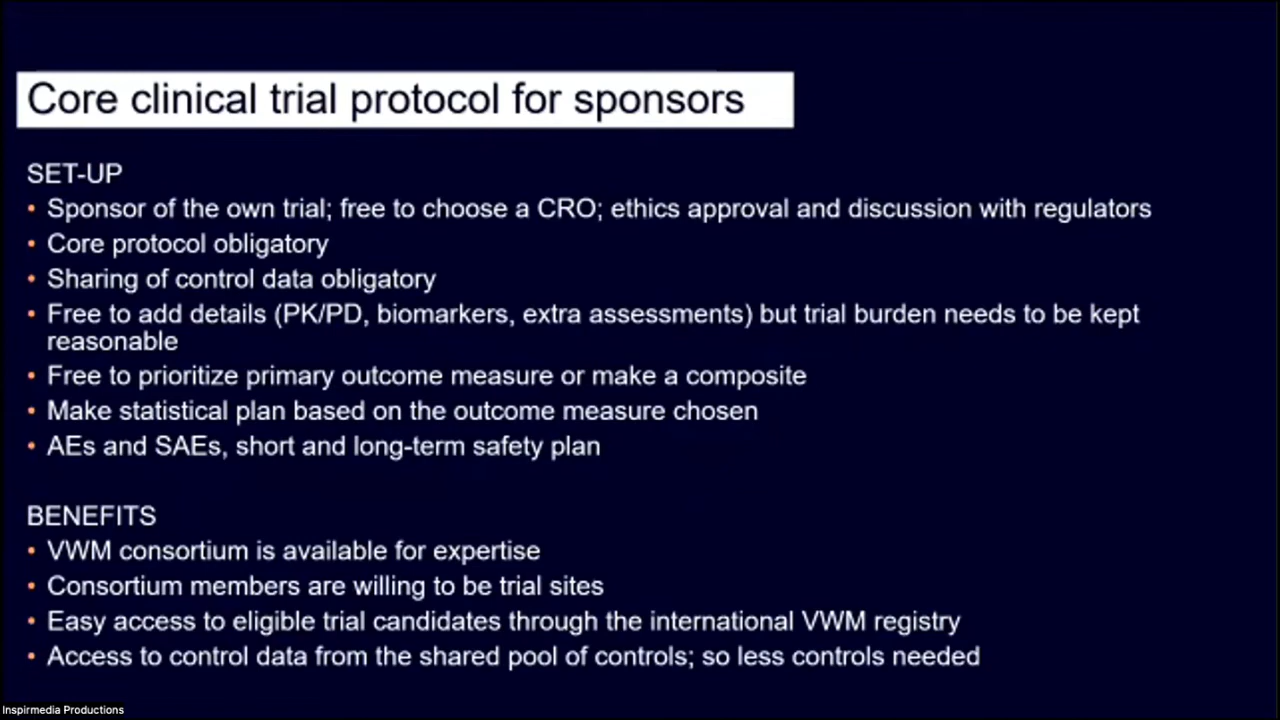 Core clinical trial protocol for sponsors
SET-UP
• Sponsor of the own trial; free to choose a CRO; ethics approval and discussion with regulators
• Core protocol obligatory
• Sharing of control data obligatory
• Free to add details (PK/PD, biomarkers, extra assessments) but trial burden needs to be kept
reasonable
• Free to prioritize primary outcome measure or make a composite
• Make statistical plan based on the outcome measure chosen
• AEs and SAEs, short and long-term safety plan
BENEFITS
• VWM consortium is available for expertise
• Consortium members are willing to be trial sites
• Easy access to eligible trial candidates through the international VWM registry
• Access to control data from the shared pool of controls; so less controls needed
Inspirmedia Productions